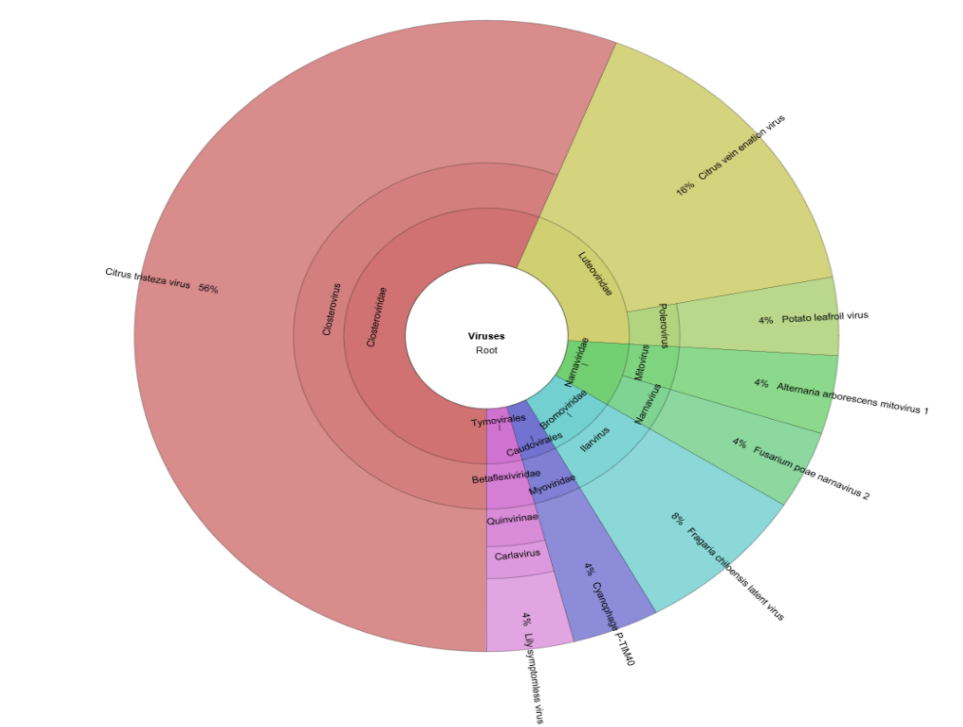 Citrus vein enation virus
16%
Luteoviridae
Citrus tristeza virus 56%
Closterovirus
Closteroviridae
Polerovirus
4% Potato leafroll virus
Viruses
Root
Narnaviridae
Mitovirus
4% Alternaria arborescens mitovirus 1
Narnavirus
4% Fusarium poae narnavirus 2
Bromoviridae
Ilarvirus
8% Fragaria chiloensis latent virus
Tymovirales
Caudovirales
Betaflexiviridae
Myoviridae
Quinvirinae
Carlavirus
4% Cyanophage P-TIM40
4% Lily symptomless virus